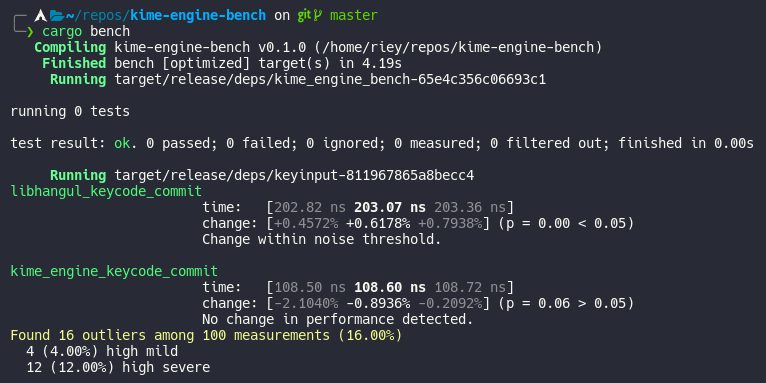 ~/repos/kime-engine-bench on git master
❯ cargo bench
Compiling kime-engine-bench v0.1.0 (/home/riey/repos/kime-engine-bench)
Finished bench [optimized] target(s) in 4.19s
Running target/release/deps/kime_engine_bench-65e4c356c06693c1
running 0 tests
test result: ok. 0 passed; 0 failed; 0 ignored; 0 measured; 0 filtered out; finished in 0.00s
Running target/release/deps/keyinput-811967865a8becc4
libhangul_keycode_commit
time: [202.82 ns 203.07 ns 203.36 ns]
change: [+0.4572% +0.6178% +0.7938%] (p = 0.00 < 0.05)
Change within noise threshold.
kime_engine_keycode_commit
time: [108.50 ns 108.60 ns 108.72 ns]
change: [-2.1040% -0.8936% -0.2092%] (p = 0.06 > 0.05)
No change in performance detected.
Found 16 outliers among 100 measurements (16.00%)
4 (4.00%) high mild
12 (12.00%) high severe